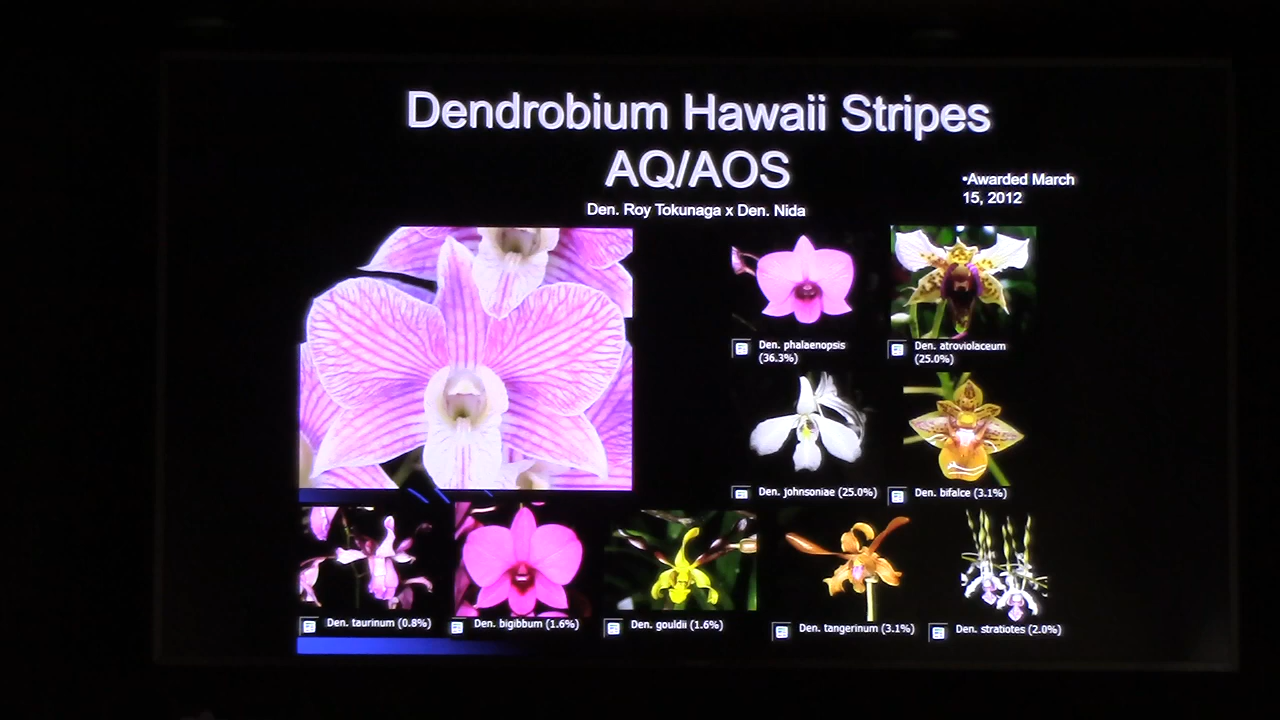 Dendrobium Hawaii Stripes
AQ/AOS
•Awarded March
15, 2012
Den. Roy Tokunaga x Den. Nida
Den. phalaenopsis
(36.3%)
Den. atroviolaceum
(25.0%)
Den. johnsoniae (25.0%)
Den. bifalce (3.1%)
Den. taurinum (0.8%)
Den. bigibbum (1.6%)
Den. gouldii (1.6%)
Den. tangerinum (3.1%)
Den. stratiotes (2.0%)